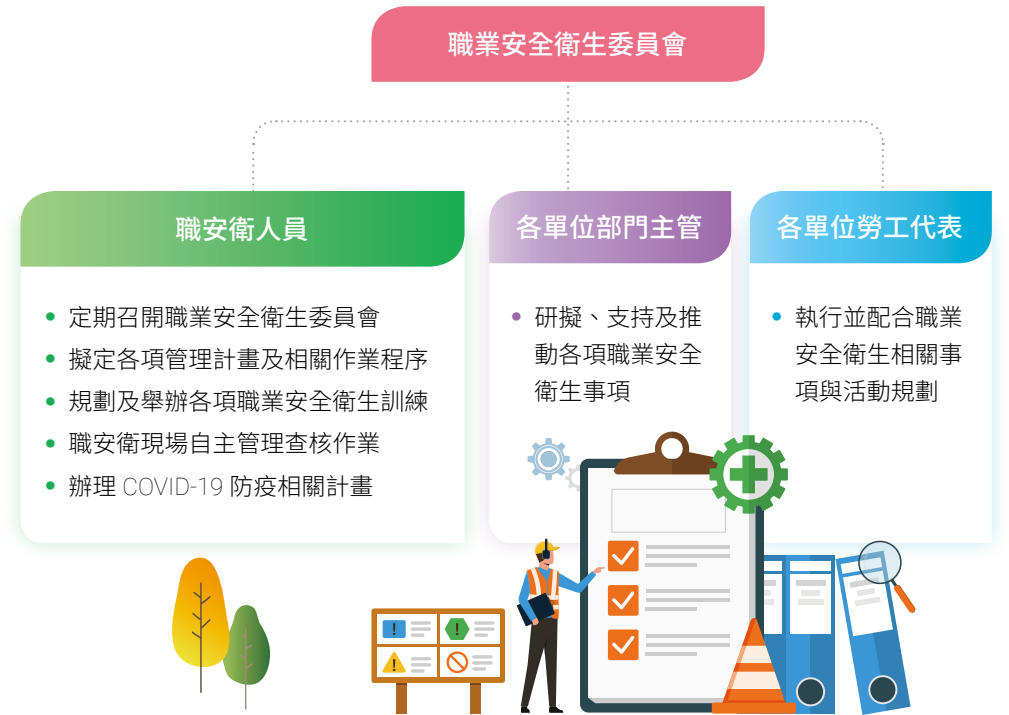 職業安全衛生委員會
職安衛人員
定期召開職業安全衛生委員會
擬定各項管理計畫及相關作業程序
規劃及舉辦各項職業安全衛生訓練
職安衛現場自主管理查核作業
辦理 COVID-19 防疫相關計畫
各單位部門主管
研擬、支持及推
動各項職業安全
衛生事項
各單位勞工代表
執行並配合職業
安全衛生相關事
項與活動規劃